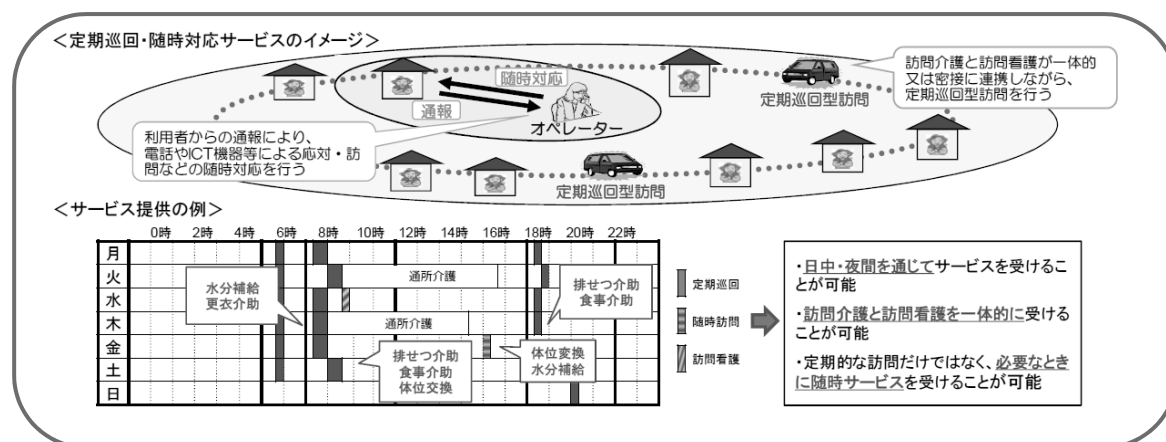 <定期巡回・随時対応サービスのイメージ>
随時対応
通報
オペレーター
定期巡回型訪問
訪問介護と訪問看護が一体的
又は密接に連携しながら、
定期巡回型訪問を行う
利用者からの通報により、
電話やICT機器等による応対・訪
問などの随時対応を行う
定期巡回型訪問
<サービス提供の例>
0時 2時 4時 6時 8時 10時 12時 14時 16時 18時 20時 22時
月
火
水
木
金
土
日
通所介護
通所介護
水分補給
更衣介助
排せつ介助
食事介助
排せつ介助
食事介助
体位交換
体位変換
水分補給
定期巡回
随時訪問
訪問看護
・日中・夜間を通じてサービスを受けるこ
とが可能
・訪問介護と訪問看護を一体的に受ける
ことが可能
・定期的な訪問だけではなく、必要なとき
に随時サービスを受けることが可能